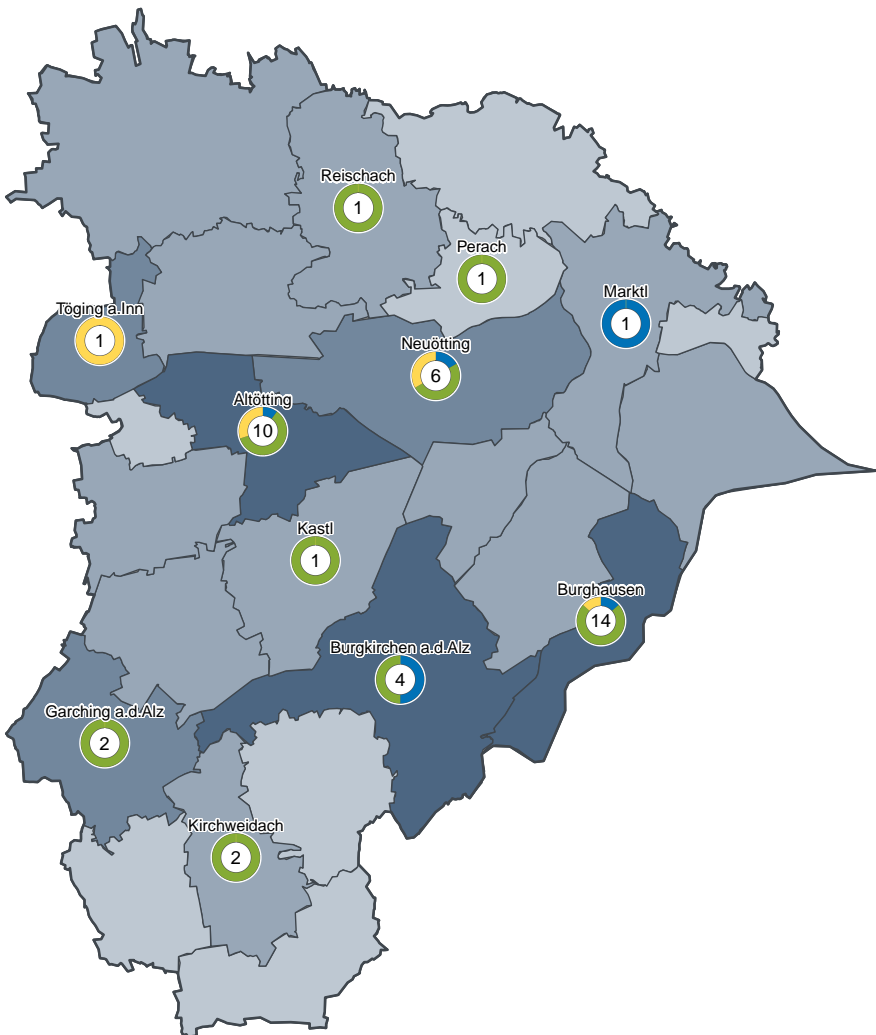 Reischach
1
Perach
1
Marktl
1
Töging a.Inn
1
Neuötting
6
Altötting
10
Kastl
1
Burghausen
14
Burgkirchen a.d.Alz
4
Garching a.d.Alz
2
Kirchweidach
2